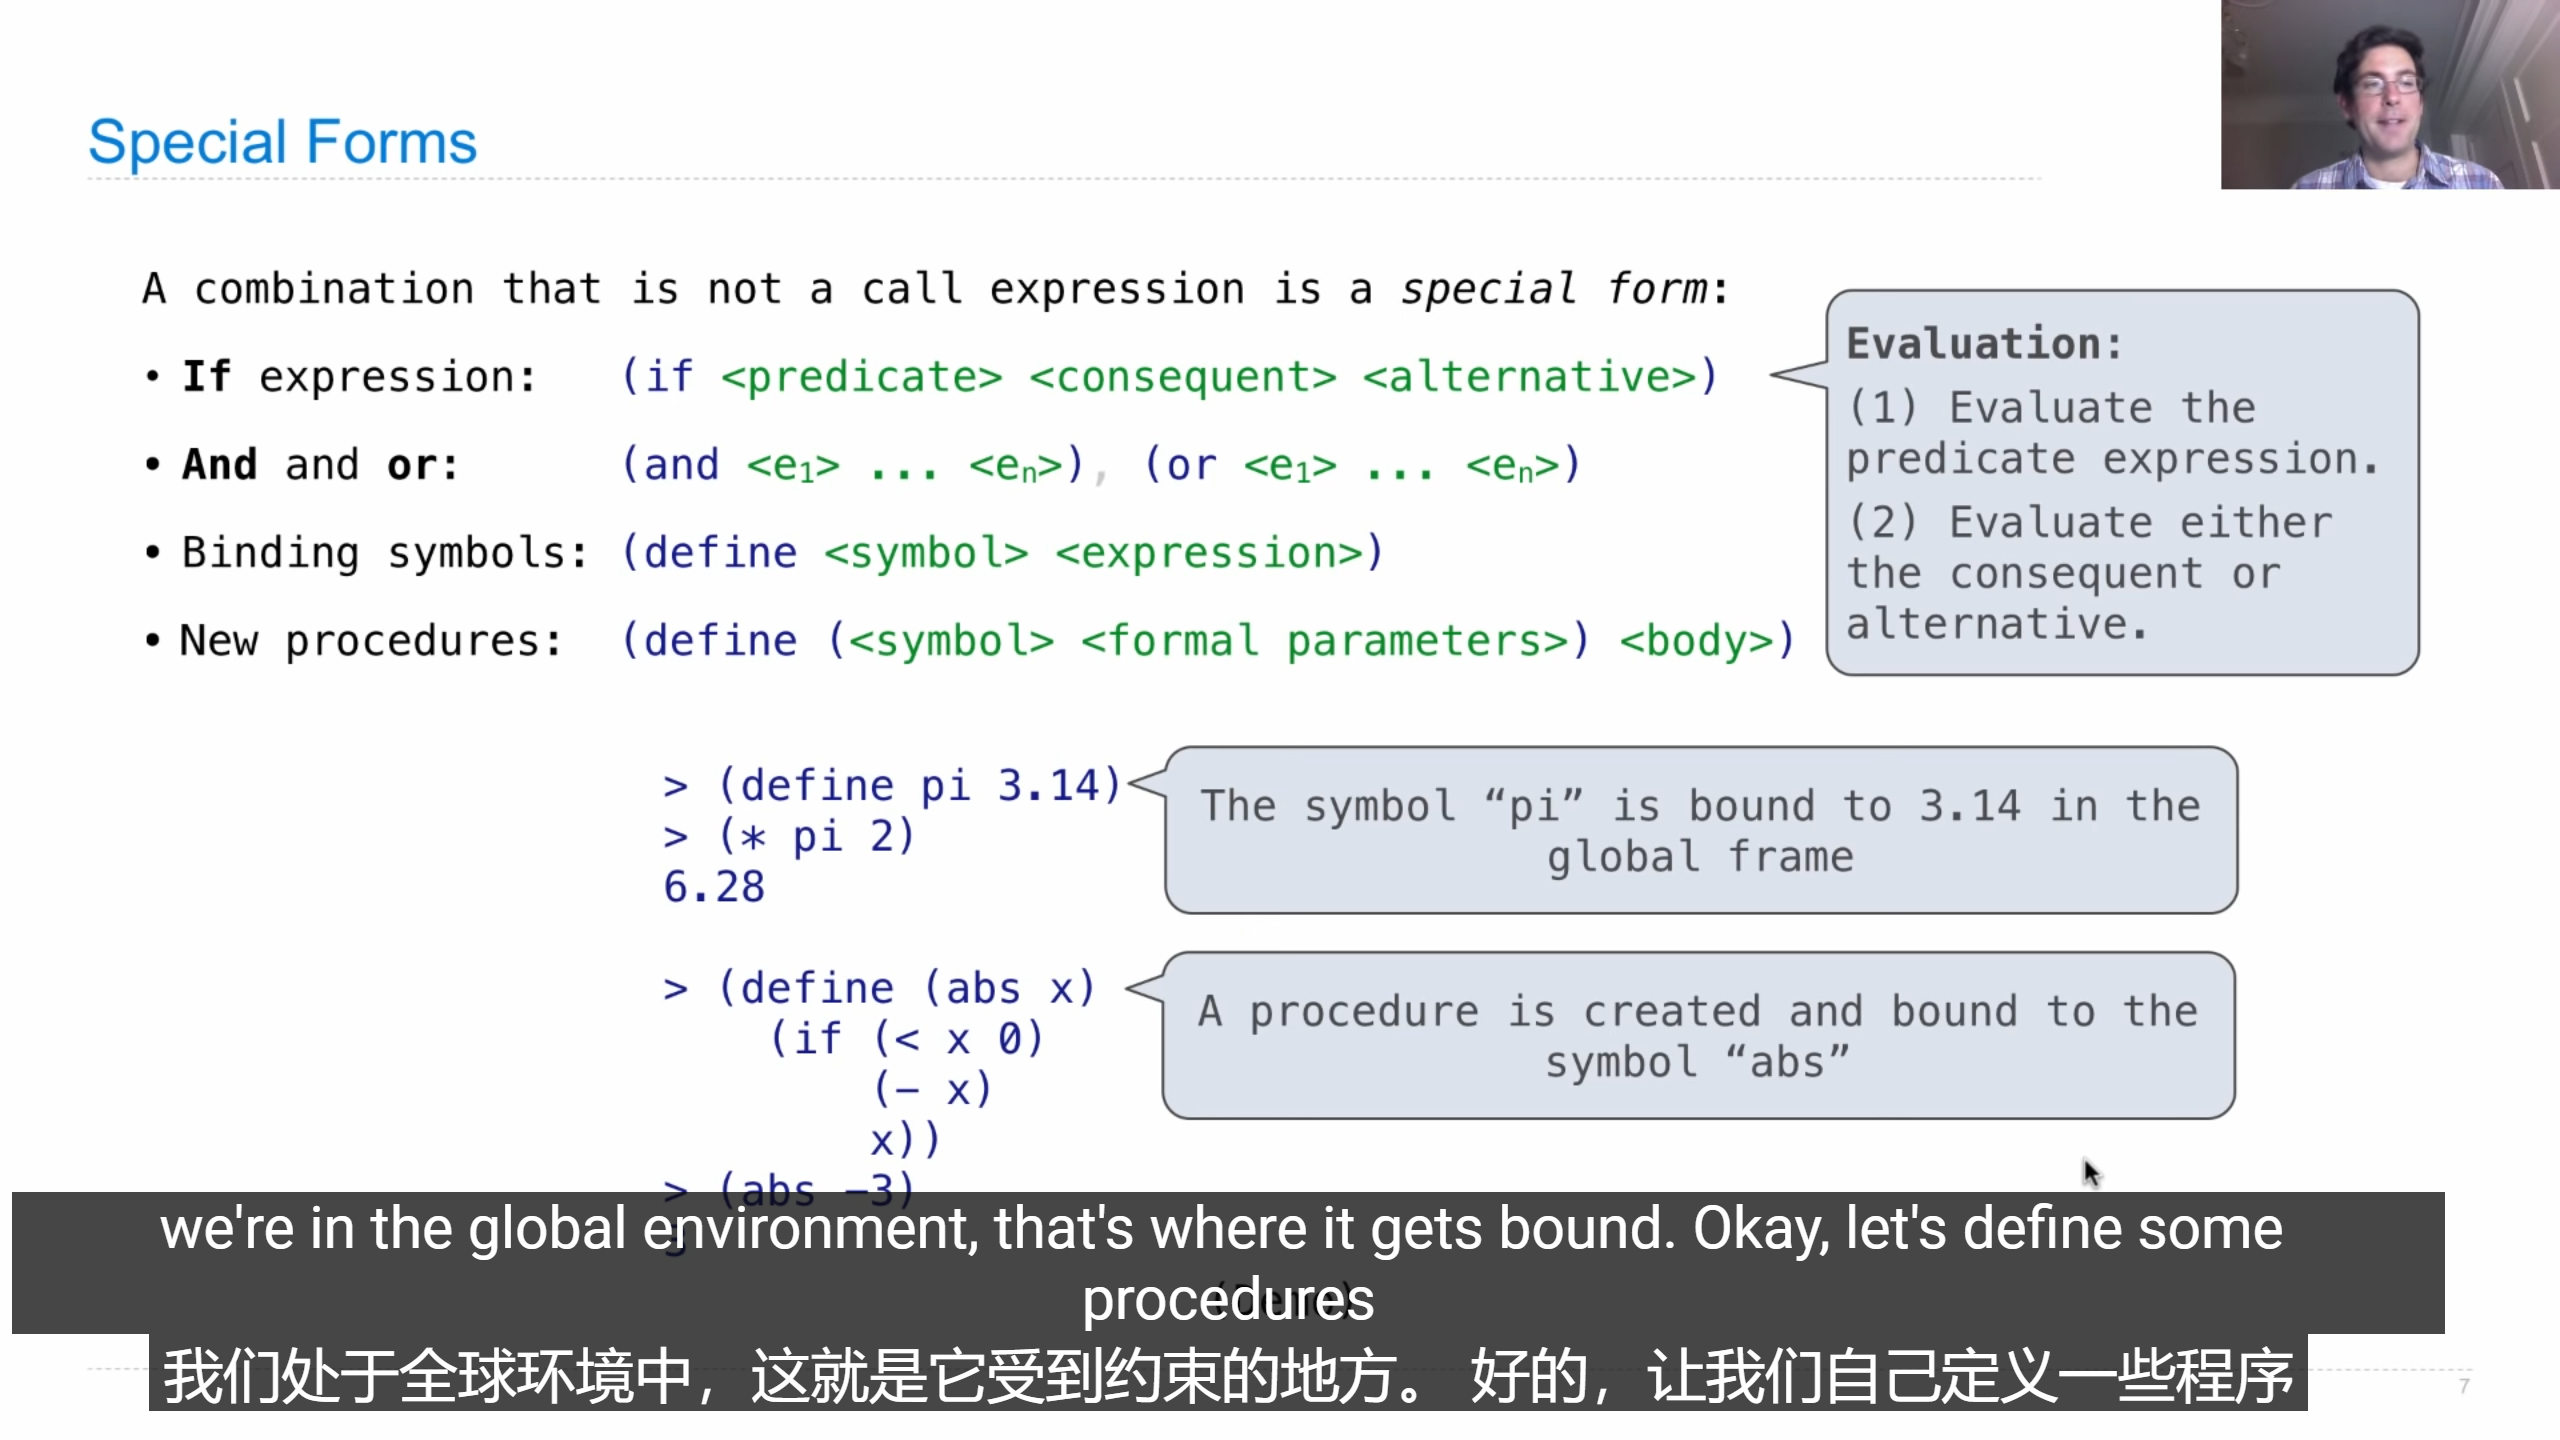 Special Forms
A combination that is not a call expression is a special form:
• If expression: (if <predicate> <consequent> <alternative>)
• And and or: (and <e1> ... <en>), (or <e1> ... <en>)
• Binding symbols: (define <symbol> <expression>)
• New procedures: (define (<symbol> <formal parameters>) <body>)
Evaluation:
(1) Evaluate the
predicate expression.
(2) Evaluate either
the consequent or
alternative.
> (define pi 3.14)
> (* pi 2)
6.28
The symbol “pi” is bound to 3.14 in the
global frame
> (define (abs x)
(if (< x 0)
(- x)
x))
> (abs -3)
3
A procedure is created and bound to the
symbol “abs”
(Demo)
we're in the global environment, that's where it gets bound. Okay, let's define some
procedures
我们处于全球环境中，这就是它受到约束的地方。 好的，让我们自己定义一些程序
7